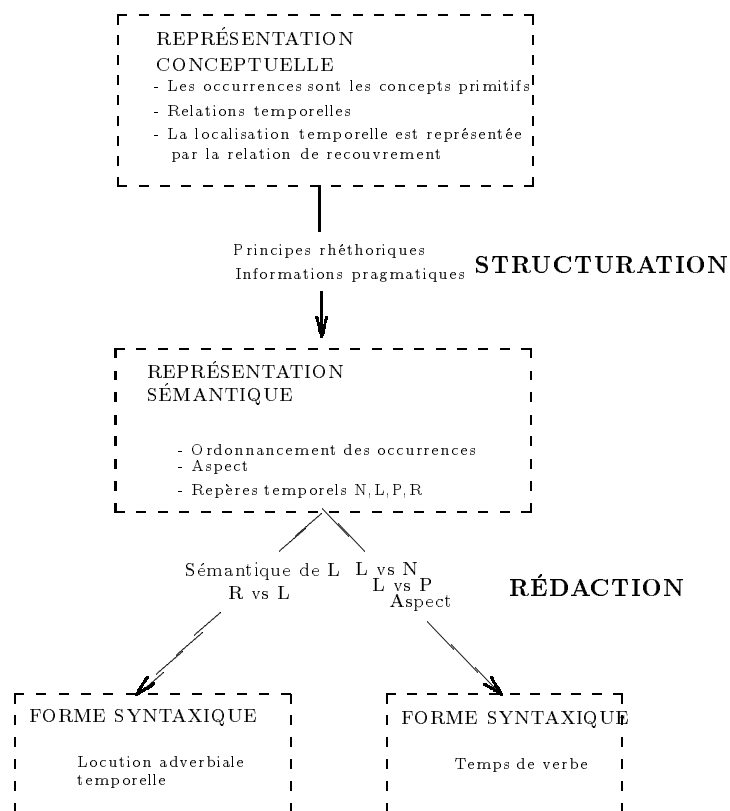 REPRÉSENTATION
CONCEPTUELLE
- Les occurrences sont les concepts primitifs
- Relations temporelles
- La localisation temporelle est représentée
par la relation de recouvrement
Principes rhéthoriques
Informations pragmatiques
STRUCTURATION
REPRÉSENTATION
SÉMANTIQUE
- Ordonnancement des occurrences
- Aspect
- Repères temporels N,L,P,R
Sémantique de L
R vs L
L vs N
L vs P
Aspect
RÉDACTION
FORME SYNTAXIQUE
Locution adverbiale
temporelle
FORME SYNTAXIQUE
Temps de verbe